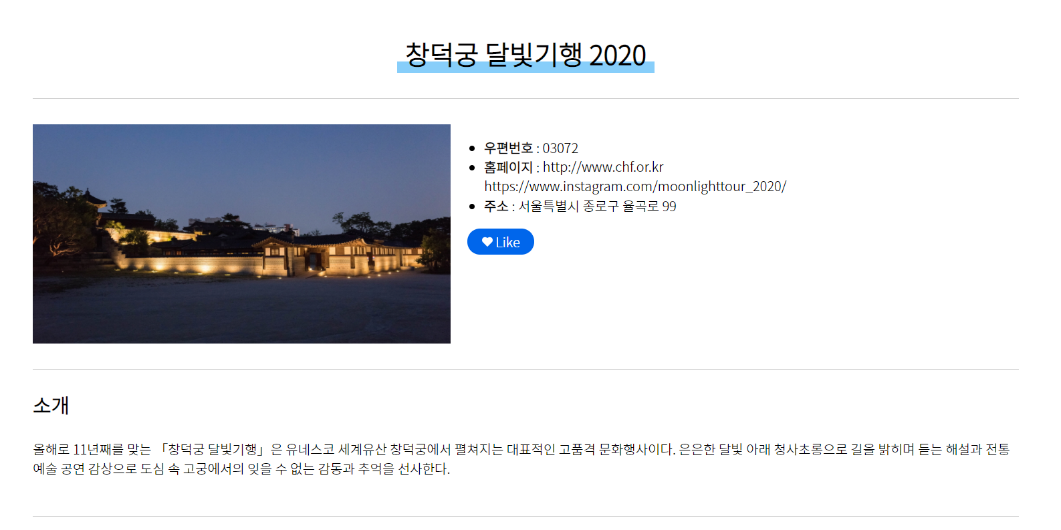 창덕궁 달빛기행 2020
우편번호 : 03072
홈페이지 : http://www.chf.or.kr
https://www.instagram.com/moonlighttour_2020/
주소 : 서울특별시 종로구 율곡로 99
Like
소개
올해로 11년째를 맞는 「창덕궁 달빛기행」은 유네스코 세계유산 창덕궁에서 펼쳐지는 대표적인 고품격 문화행사이다. 은은한 달빛 아래 청사초롱으로 길을 밝히며 듣는 해설과 전통
예술 공연 감상으로 도심 속 고궁에서의 잊을 수 없는 감동과 추억을 선사한다.